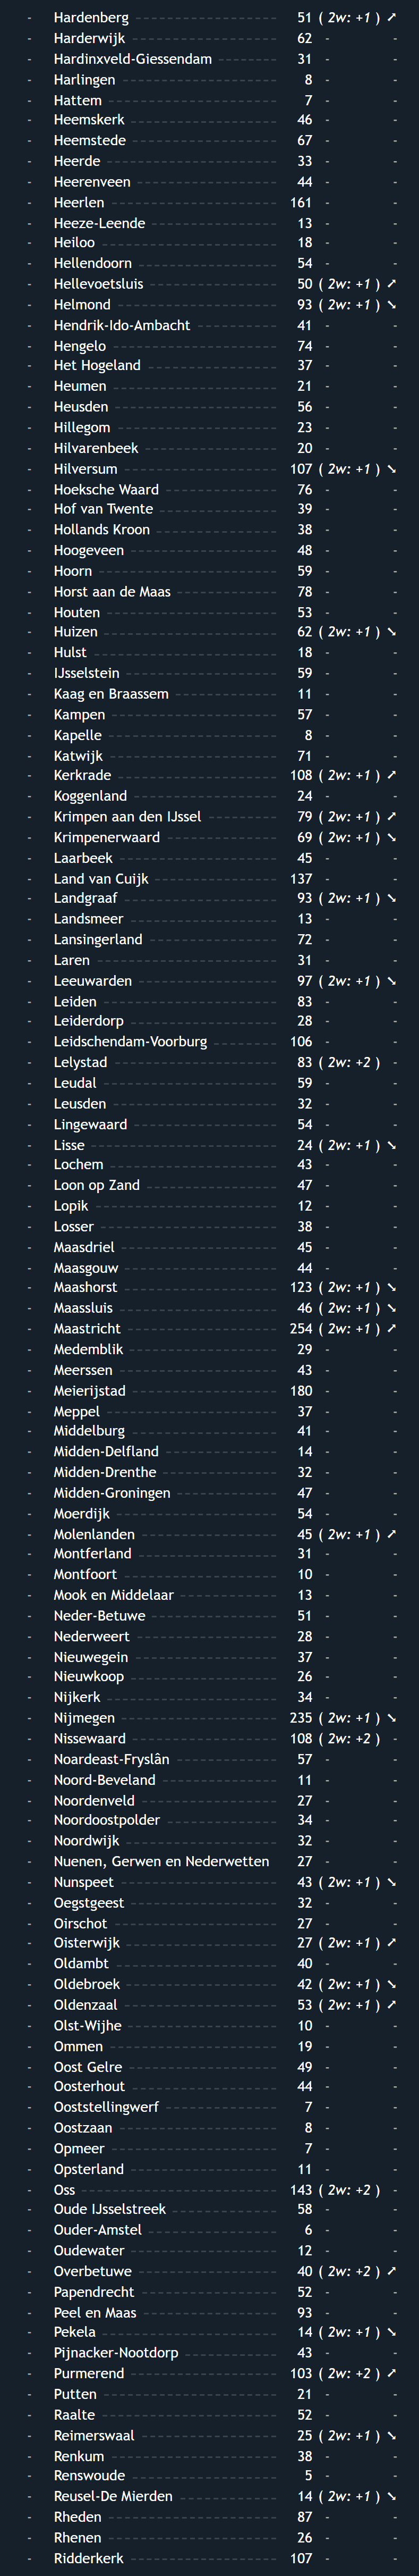 - Hardenberg 51 ( 2w: +1 ) ➚
- Harderwijk 62 - -
- Hardinxveld-Giessendam 31 - -
- Harlingen 8 - -
- Hattem 7 - -
- Heemskerk 46 - -
- Heemstede 67 - -
- Heerde 33 - -
- Heerenveen 44 - -
- Heerlen 161 - -
- Heeze-Leende 13 - -
- Heiloo 18 - -
- Hellendoorn 54 - -
- Hellevoetsluis 50 ( 2w: +1 ) ➚
- Helmond 93 ( 2w: +1 ) ➘
- Hendrik-Ido-Ambacht 41 - -
- Hengelo 74 - -
- Het Hogeland 37 - -
- Heumen 21 - -
- Heusden 56 - -
- Hillegom 23 - -
- Hilvarenbeek 20 - -
- Hilversum 107 ( 2w: +1 ) ➘
- Hoeksche Waard 76 - -
- Hof van Twente 39 - -
- Hollands Kroon 38 - -
- Hoogeveen 48 - -
- Hoorn 59 - -
- Horst aan de Maas 78 - -
- Houten 53 - -
- Huizen 62 ( 2w: +1 ) ➘
- Hulst 18 - -
- IJsselstein 59 - -
- Kaag en Braassem 11 - -
- Kampen 57 - -
- Kapelle 8 - -
- Katwijk 71 - -
- Kerkrade 108 ( 2w: +1 ) ➚
- Koggenland 24 - -
- Krimpen aan den IJssel 79 ( 2w: +1 ) ➚
- Krimpenerwaard 69 ( 2w: +1 ) ➘
- Laarbeek 45 - -
- Land van Cuijk 137 - -
- Landgraaf 93 ( 2w: +1 ) ➘
- Landsmeer 13 - -
- Lansingerland 72 - -
- Laren 31 - -
- Leeuwarden 97 ( 2w: +1 ) ➘
- Leiden 83 - -
- Leiderdorp 28 - -
- Leidschendam-Voorburg 106 - -
- Lelystad 83 ( 2w: +2 ) -
- Leudal 59 - -
- Leusden 32 - -
- Lingewaard 54 - -
- Lisse 24 ( 2w: +1 ) ➘
- Lochem 43 - -
- Loon op Zand 47 - -
- Lopik 12 - -
- Losser 38 - -
- Maasdriel 45 - -
- Maasgouw 44 - -
- Maashorst 123 ( 2w: +1 ) ➘
- Maassluis 46 ( 2w: +1 ) ➘
- Maastricht 254 ( 2w: +1 ) ➚
- Medemblik 29 - -
- Meerssen 43 - -
- Meierijstad 180 - -
- Meppel 37 - -
- Middelburg 41 - -
- Midden-Delfland 14 - -
- Midden-Drenthe 32 - -
- Midden-Groningen 47 - -
- Moerdijk 54 - -
- Molenlanden 45 ( 2w: +1 ) ➚
- Montferland 31 - -
- Montfoort 10 - -
- Mook en Middelaar 13 - -
- Neder-Betuwe 51 - -
- Nederweert 28 - -
- Nieuwegein 37 - -
- Nieuwkoop 26 - -
- Nijkerk 34 - -
- Nijmegen 235 ( 2w: +1 ) ➘
- Nissewaard 108 ( 2w: +2 ) -
- Noardeast-Fryslân 57 - -
- Noord-Beveland 11 - -
- Noordenveld 27 - -
- Noordoostpolder 34 - -
- Noordwijk 32 - -
- Nuenen, Gerwen en Nederwetten 27 - -
- Nunspeet 43 ( 2w: +1 ) ➘
- Oegstgeest 32 - -
- Oirschot 27 - -
- Oisterwijk 27 ( 2w: +1 ) ➚
- Oldambt 40 - -
- Oldebroek 42 ( 2w: +1 ) ➘
- Oldenzaal 53 ( 2w: +1 ) ➚
- Olst-Wijhe 10 - -
- Ommen 19 - -
- Oost Gelre 49 - -
- Oosterhout 44 - -
- Ooststellingwerf 7 - -
- Oostzaan 8 - -
- Opmeer 7 - -
- Opsterland 11 - -
- Oss 143 ( 2w: +2 ) -
- Oude IJsselstreek 58 - -
- Ouder-Amstel 6 - -
- Oudewater 12 - -
- Overbetuwe 40 ( 2w: +2 ) ➚
- Papendrecht 52 - -
- Peel en Maas 93 - -
- Pekela 14 ( 2w: +1 ) ➘
- Pijnacker-Nootdorp 43 - -
- Purmerend 103 ( 2w: +2 ) ➚
- Putten 21 - -
- Raalte 52 - -
- Reimerswaal 25 ( 2w: +1 ) ➘
- Renkum 38 - -
- Renswoude 5 - -
- Reusel-De Mierden 14 ( 2w: +1 ) ➘
- Rheden 87 - -
- Rhenen 26 - -
- Ridderkerk 107 - -